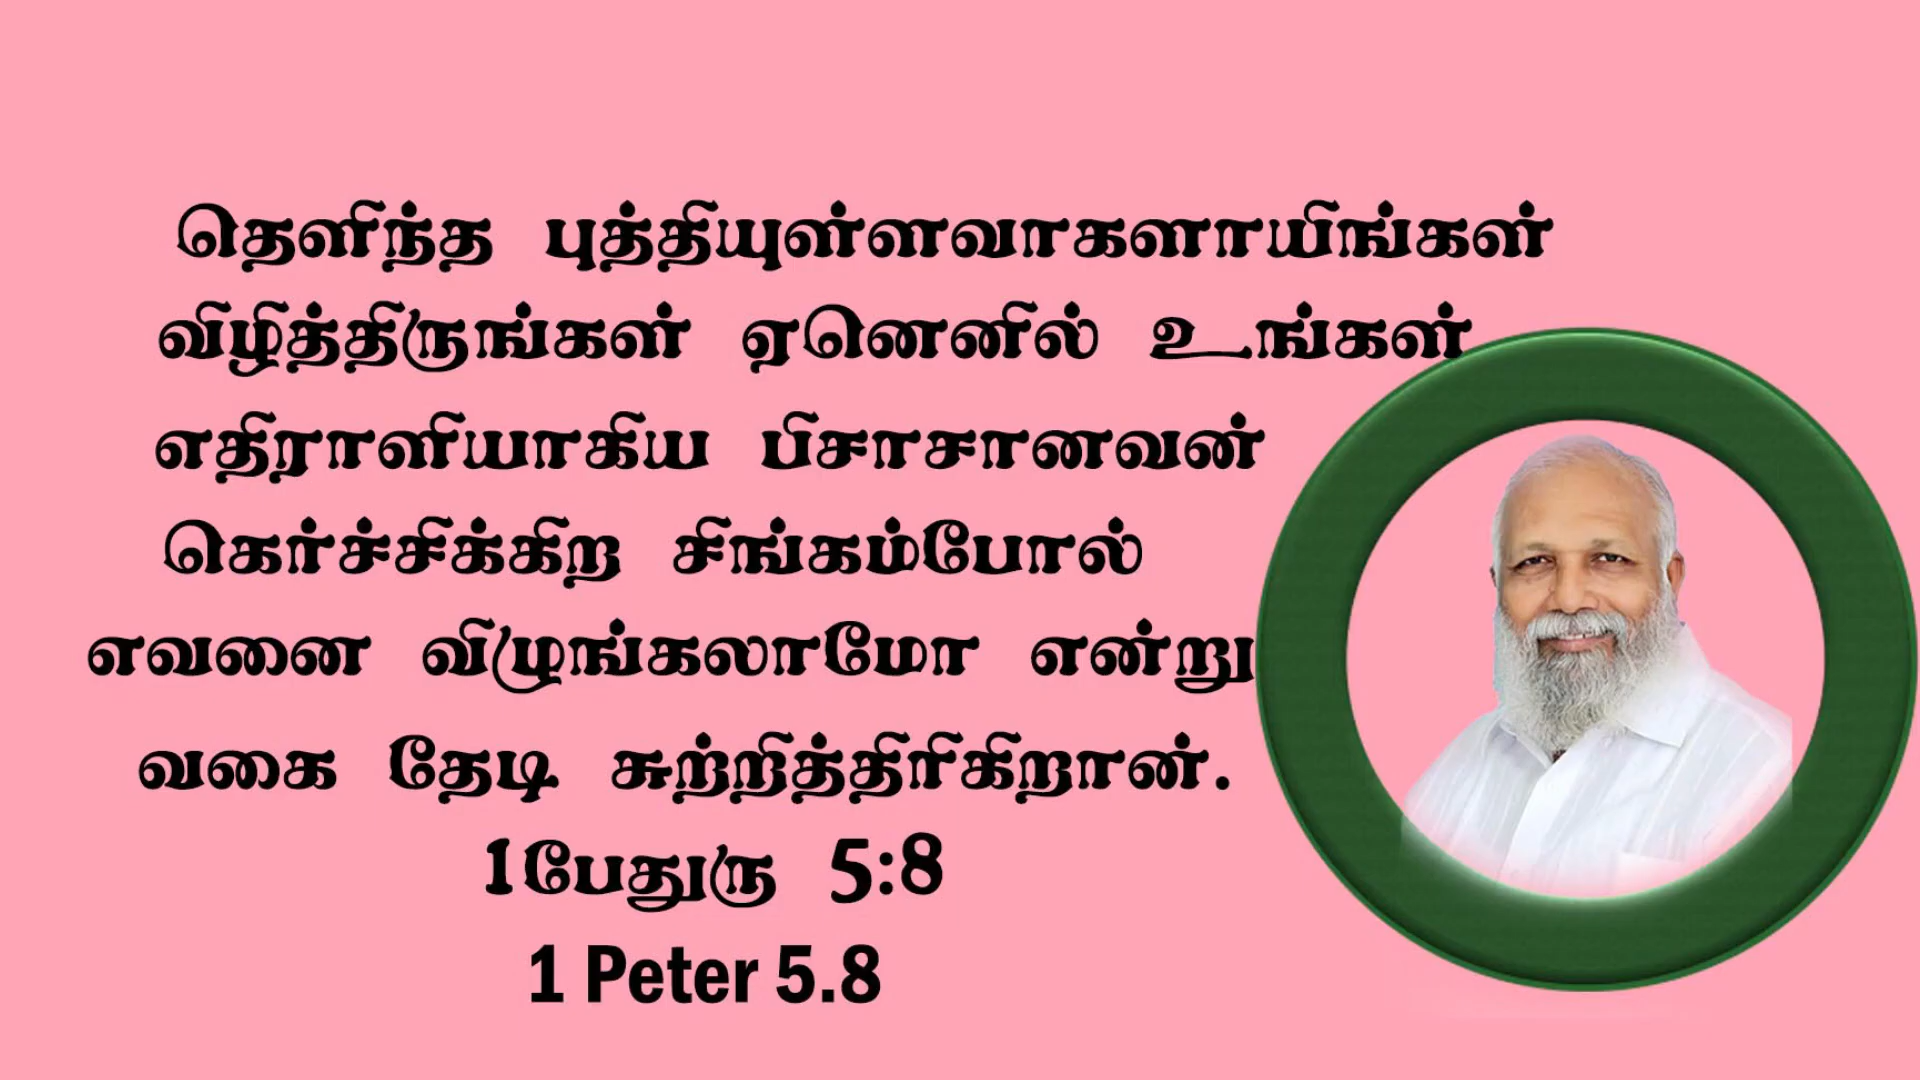 தெளிந்த புத்தியுள்ளவாகளாயிங்கள்
விழித்திருங்கள் ஏனெனில் உங்கள்
எதிராளியாகிய பிசாசானவன்
கெர்ச்சிக்கிற சிங்கம்போல்
எவனை விழுங்கலாமோ என்று
வகை தேடி சுற்றித்திரிகிறான்.
1பேதுரு 5:8
1 Peter 5.8